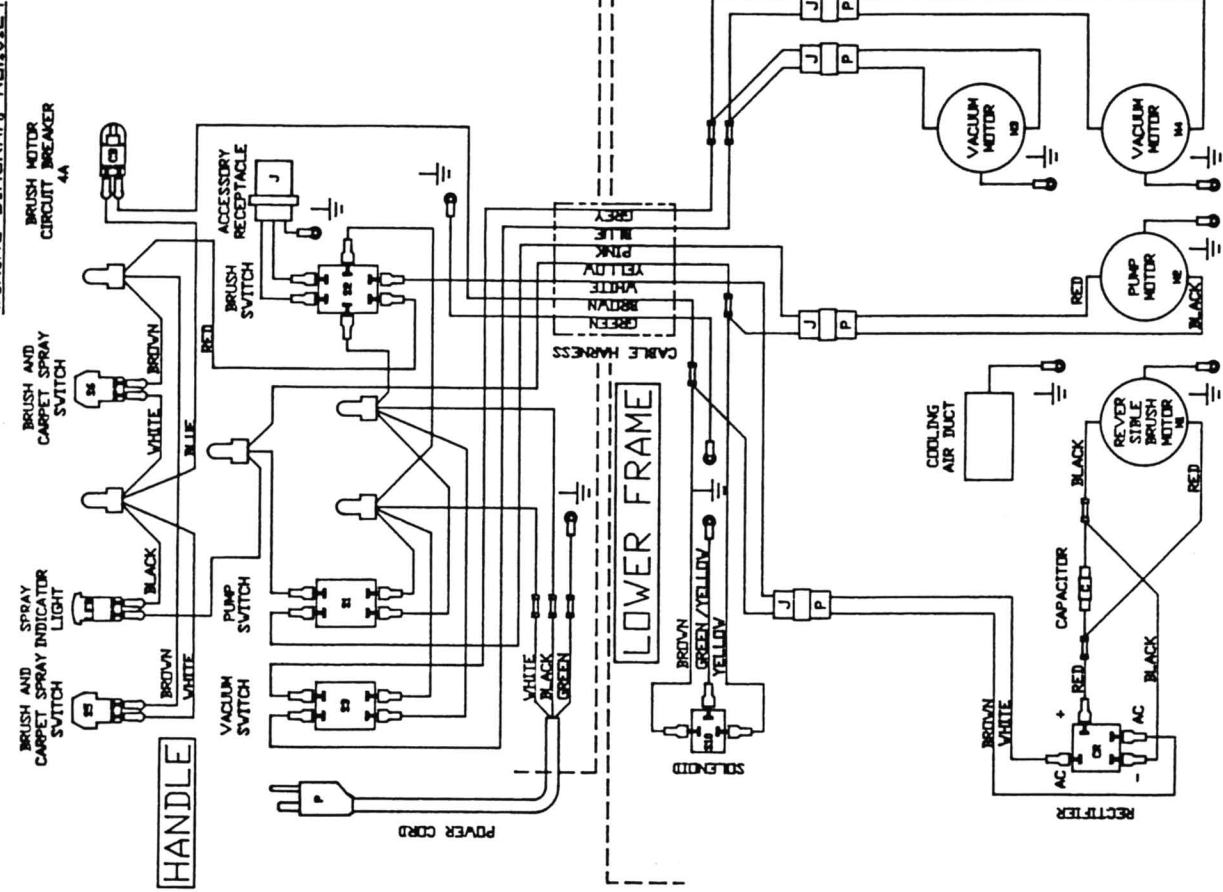 BRUSH MOTOR
CIRCUIT BREAKER
4A
BRUSH AND
CARPET SPRAY
SWITCH
SPRAY
INDICATOR
LIGHT
BRUSH AND
CARPET SPRAY
SWITCH
S6
S5
BROWN
WHITE
BLACK
BROWN
WHITE
RED
BLUE
HANDLE
ACCESSORY
RECEPTACLE
J
BRUSH
SWITCH
S2
PUMP
SWITCH
S1
VACUUM
SWITCH
S3
P
POWER CORD
WHITE
BLACK
GREEN
GREY
BLUE
PINK
YELLOW
WHITE
BROWN
GREEN
CABLE HARNESS
LOWER FRAME
BROWN
GREEN/YELLOW
YELLOW
S10
SOLENOID
J
P
J
P
J
P
J
P
VACUUM
MOTOR
M3
VACUUM
MOTOR
M4
RED
PUMP
MOTOR
M2
BLACK
COOLING
AIR DUCT
REVER
SIBLE
BRUSH
MOTOR
M1
BLACK
RED
CAPACITOR
C
RED
BLACK
BROWN
WHITE
+
AC
AC
-
CR
RECTIFIER